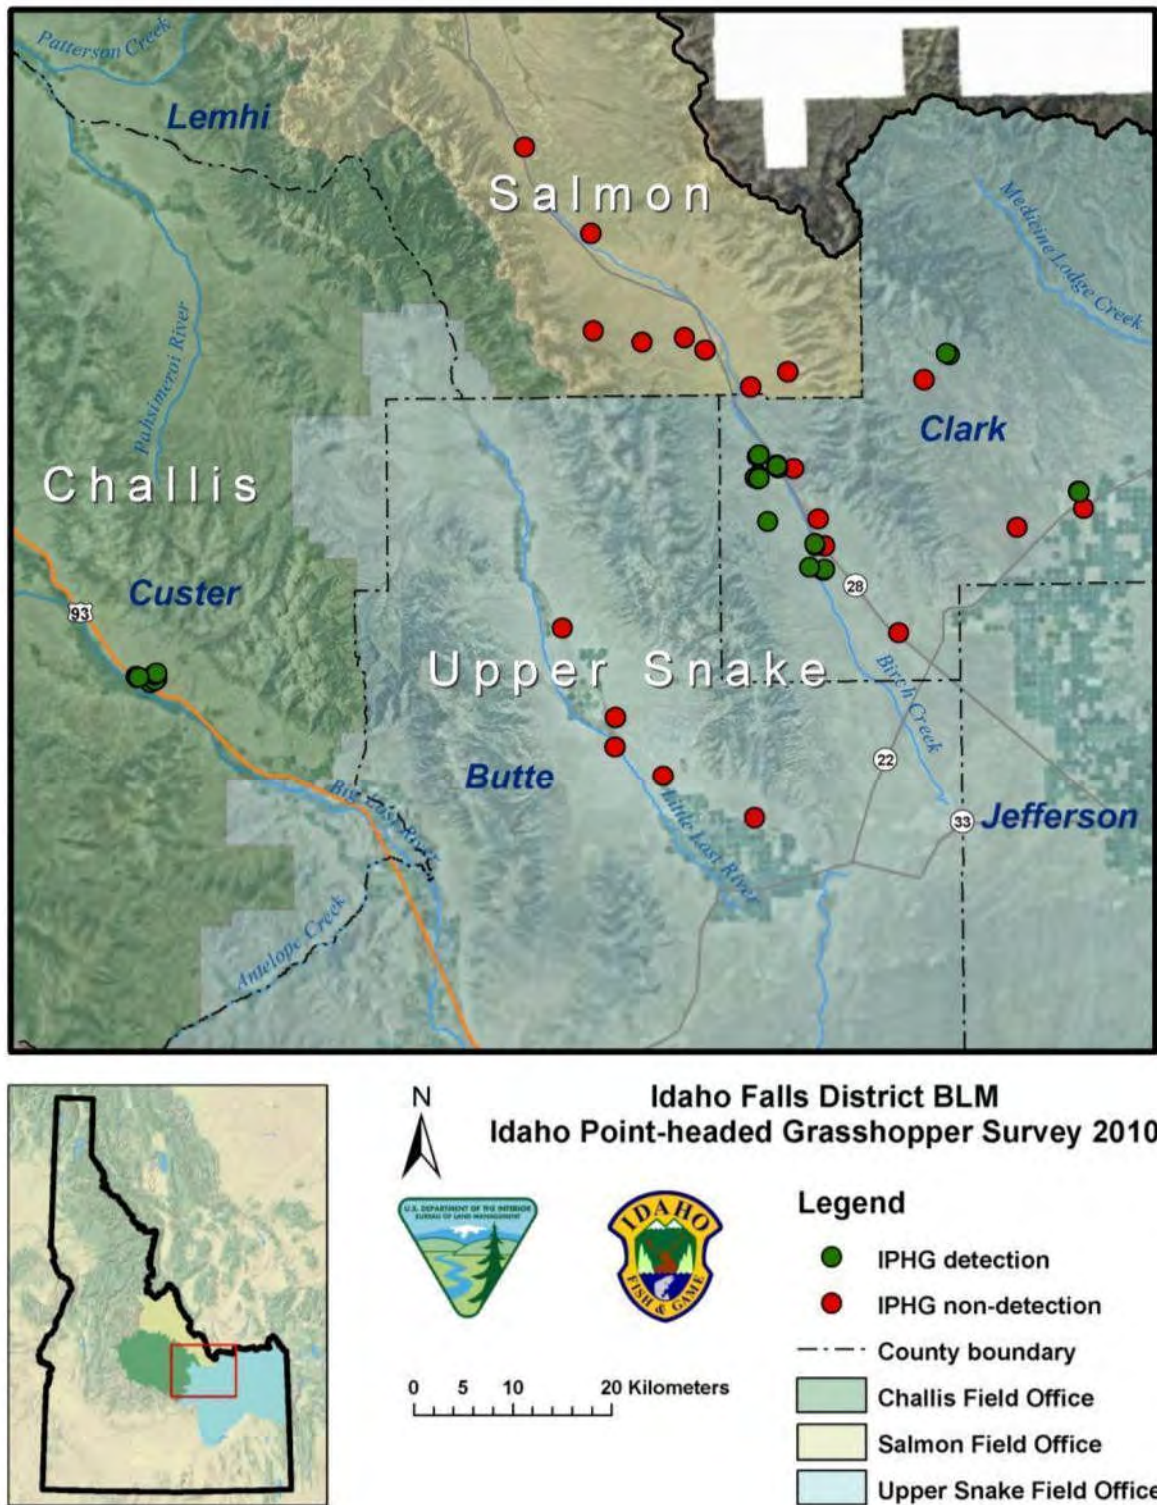 Patterson Creek
Lemhi
Salmon
Medicine Lodge Creek
Pahsimeroi River
Clark
Challis
Custer
93
28
Upper Snake
Birch Creek
22
Butte
Big Lost River
Little Lost River
33
Jefferson
Antelope Creek
N
Idaho Falls District BLM
Idaho Point-headed Grasshopper Survey 2010
U.S. DEPARTMENT OF THE INTERIOR
BUREAU OF LAND MANAGEMENT
IDAHO
FISH & GAME
Legend
IPHG detection
IPHG non-detection
County boundary
Challis Field Office
Salmon Field Office
Upper Snake Field Office
0 5 10 20 Kilometers